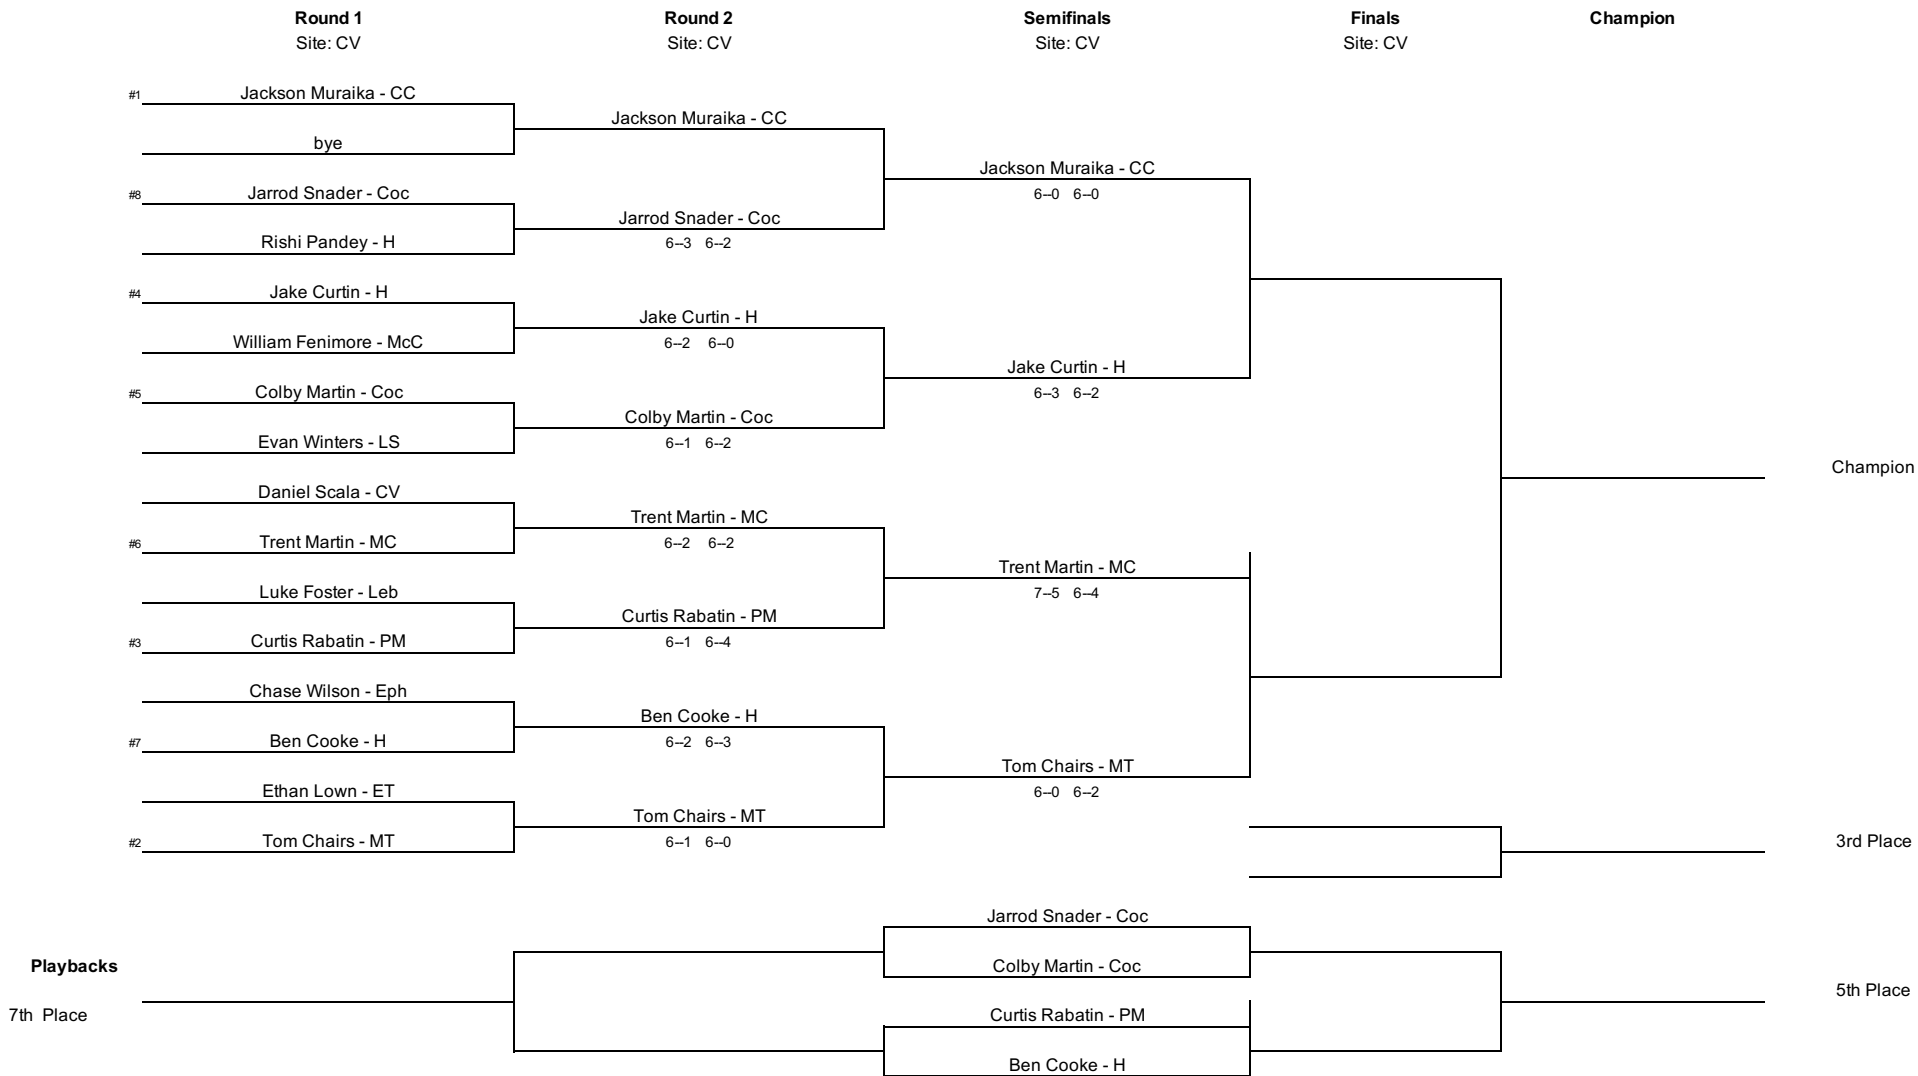 Round 1 Round 2 Semifinals Finals Champion
Site: CV Site: CV Site: CV Site: CV
#1 Jackson Muraika - CC
Jackson Muraika - CC
bye
Jackson Muraika - CC
#8 Jarrod Snader - Coc 6--0 6--0
Jarrod Snader - Coc
Rishi Pandey - H 6--3 6--2
#4 Jake Curtin - H
Jake Curtin - H
William Fenimore - McC 6--2 6--0
Jake Curtin - H
#5 Colby Martin - Coc 6--3 6--2
Colby Martin - Coc
Evan Winters - LS 6--1 6--2
Champion
Daniel Scala - CV
Trent Martin - MC
#6 Trent Martin - MC 6--2 6--2
Trent Martin - MC
Luke Foster - Leb 7--5 6--4
Curtis Rabatin - PM
#3 Curtis Rabatin - PM 6--1 6--4
Chase Wilson - Eph
Ben Cooke - H
#7 Ben Cooke - H 6--2 6--3
Tom Chairs - MT
Ethan Lown - ET 6--0 6--2
Tom Chairs - MT
#2 Tom Chairs - MT 6--1 6--0 3rd Place
Jarrod Snader - Coc
Playbacks Colby Martin - Coc
5th Place
7th Place Curtis Rabatin - PM
Ben Cooke - H